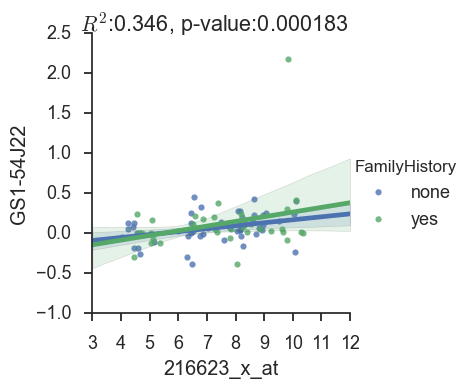 R²:0.346, p-value:0.000183
2.5
2.0
1.5
1.0
0.5
0.0
−0.5
−1.0
GS1-54J22
3 4 5 6 7 8 9 10 11 12
216623_x_at
FamilyHistory
none
yes